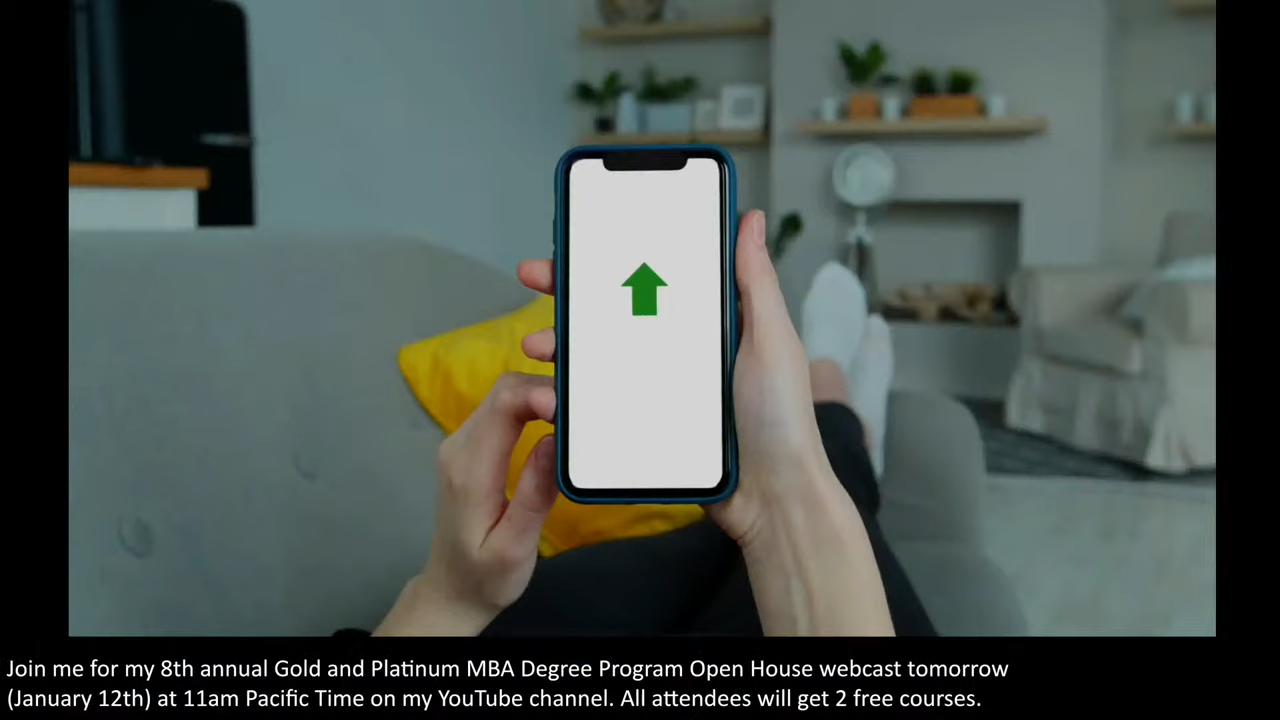 Join me for my 8th annual Gold and Platinum MBA Degree Program Open House webcast tomorrow
(January 12th) at 11am Pacific Time on my YouTube channel. All attendees will get 2 free courses.